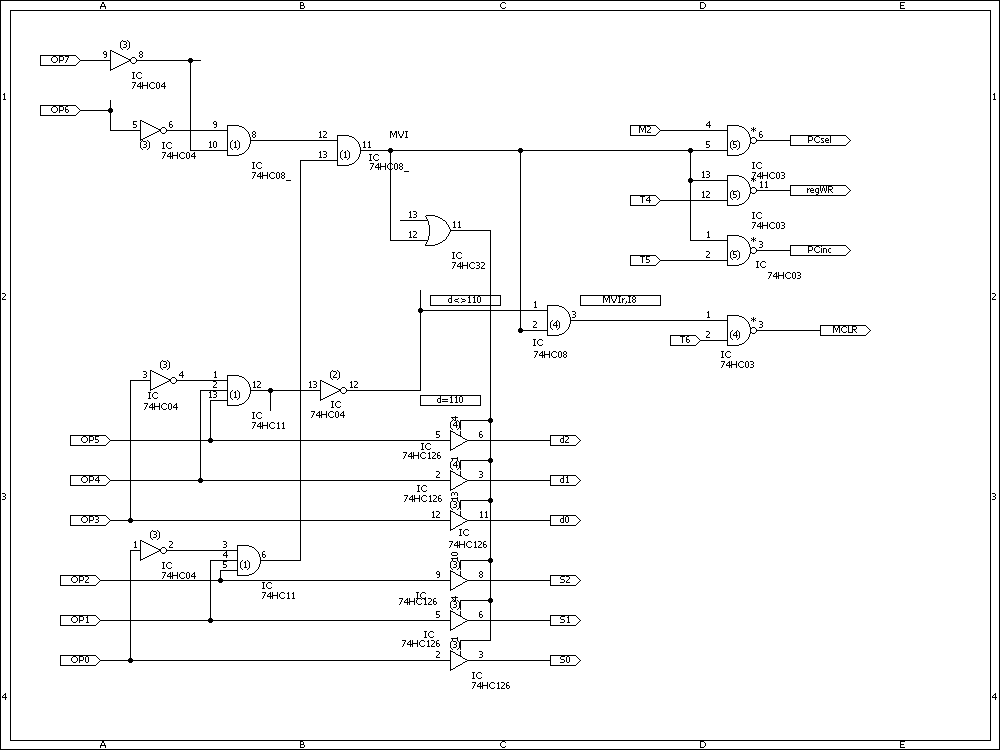 A B C D E
(3)
OP7 9 8
IC
74HC04
1 1
OP6
5 6
(3) IC
74HC04
9
10 (1) 8
IC
74HC08_
MVI
12
13 (1) 11
IC
74HC08_
M2 4
5 (5) * 6 PCsel
IC
74HC03
13
T4 12 (5) * 11 regWR
IC
74HC03
1
T5 2 (5) * 3 PCinc
IC
74HC03
13
12 11
IC
74HC32
2 2
d<>110
MVIr,I8
1
2 (4) 3
IC
74HC08
1
T6 2 (4) * 3 MCLR
IC
74HC03
(3)
3 4
IC
74HC04
1
2
13 (1) 12
IC
74HC11
(2)
13 12
IC
74HC04
d=110
OP5 5 (4) 4 6 d2
IC
74HC126
OP4 2 (4) 1 3 d1
IC
74HC126
3 3
OP3 12 (3) 13 11 d0
IC
74HC126
(3)
1 2
IC
74HC04
3
4
5 (1) 6
IC
74HC11
OP2 9 (3) 10 8 S2
IC
74HC126
OP1 5 (3) 4 6 S1
IC
74HC126
OP0 2 (3) 1 3 S0
IC
74HC126
4 4
A B C D E